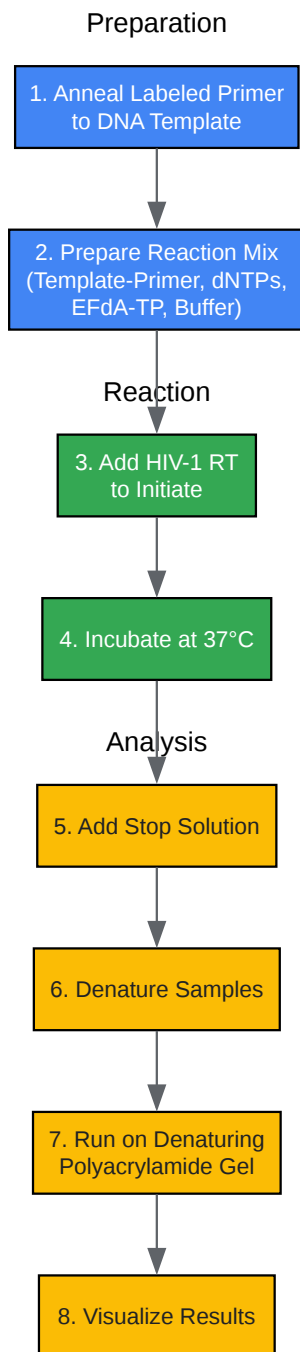 Preparation
1. Anneal Labeled Primer
to DNA Template
2. Prepare Reaction Mix
(Template-Primer, dNTPs,
EFdA-TP, Buffer)
Reaction
3. Add HIV-1 RT
to Initiate
4. Incubate at 37°C
Analysis
5. Add Stop Solution
6. Denature Samples
7. Run on Denaturing
Polyacrylamide Gel
8. Visualize Results